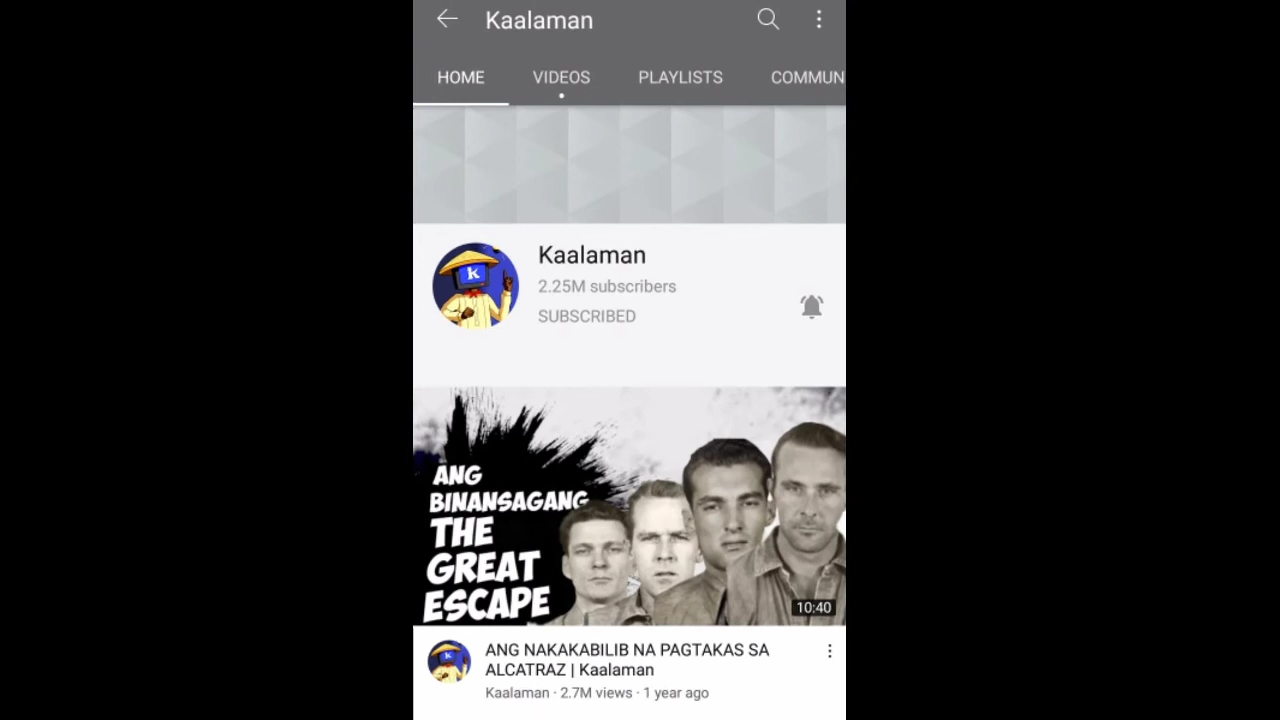 Kaalaman
HOME VIDEOS PLAYLISTS COMMUN
k
Kaalaman
2.25M subscribers
SUBSCRIBED
ANG
BINANSAGANG
THE
GREAT
ESCAPE
10:40
k
ANG NAKAKABILIB NA PAGTAKAS SA
ALCATRAZ | Kaalaman
Kaalaman · 2.7M views · 1 year ago